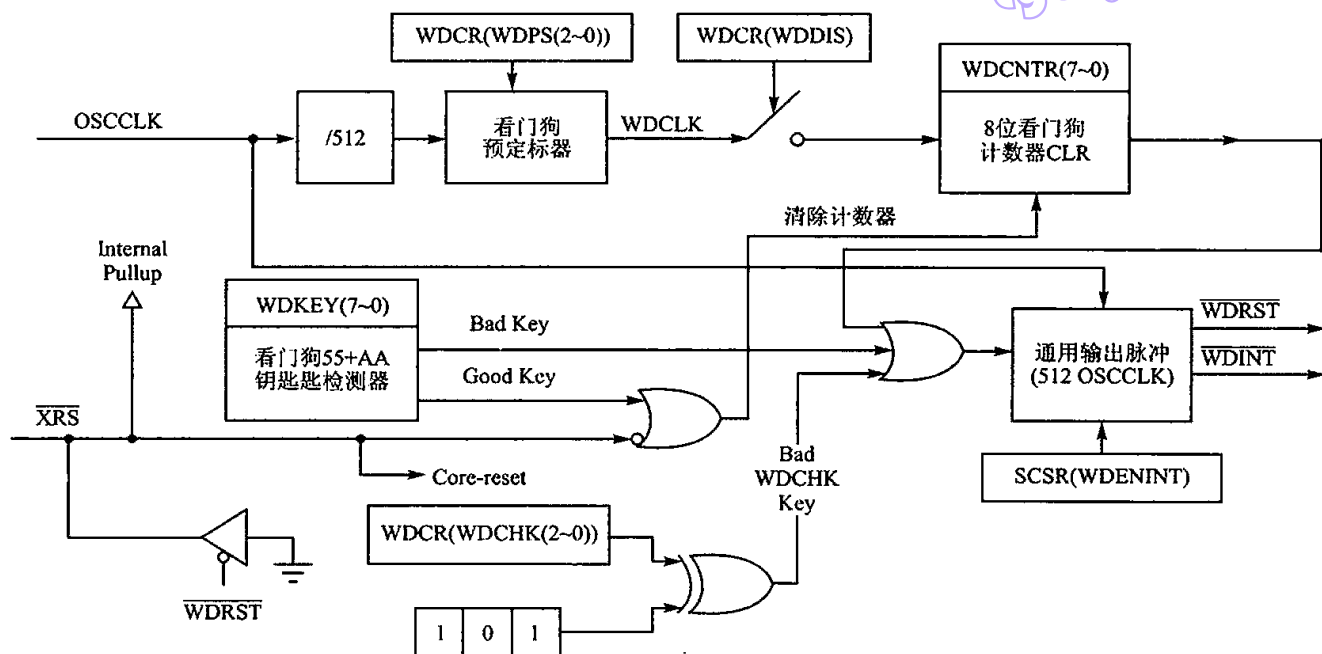 WDCR(WDPS(2~0))
WDCR(WDDIS)
WDCNTR(7~0)
OSCCLK
/512
看门狗
预定标器
WDCLK
8位看门狗
计数器CLR
清除计数器
Internal
Pullup
WDKEY(7~0)
看门狗55+AA
钥匙匙检测器
Bad Key
Good Key
通用输出脉冲
(512 OSCCLK)
WDRST
WDINT
XRS
Core-reset
Bad
WDCHK
Key
SCSR(WDENINT)
WDCR(WDCHK(2~0))
WDRST
1 0 1